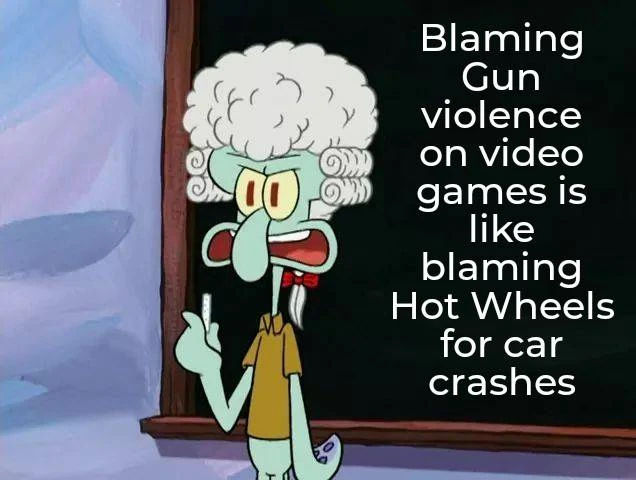 Blaming
Gun
violence
on video
games is
like
blaming
Hot Wheels
for car
crashes